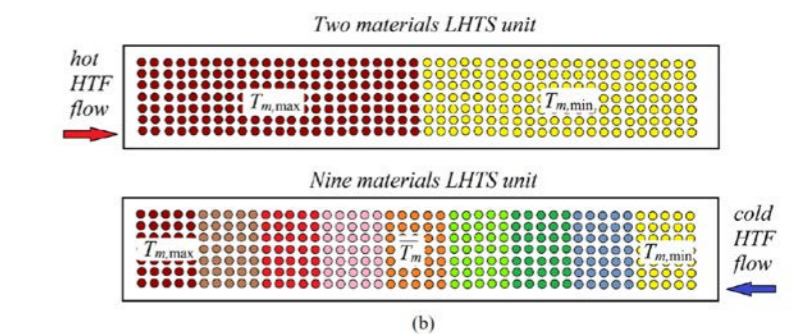 Two materials LHTS unit
hot
HTF
flow
Tm,max
Tm,min,
Nine materials LHTS unit
Tm,max
T̅m
Tm,min
cold
HTF
flow
(b)